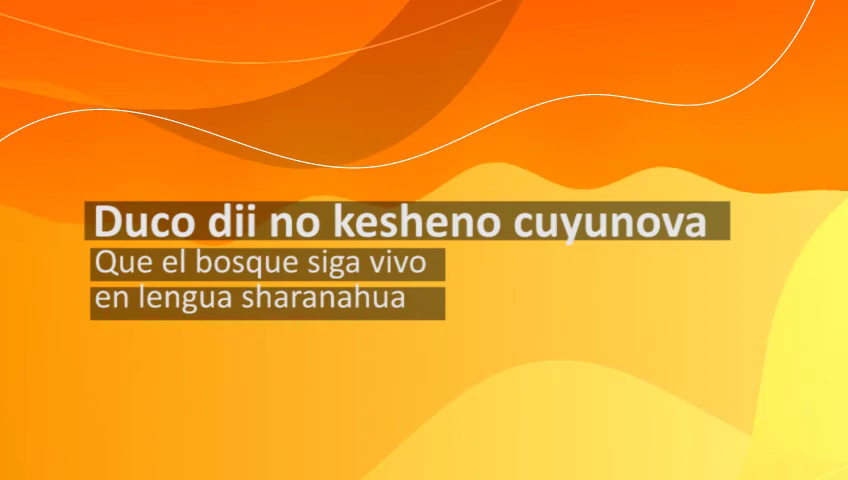 Duco dii no kesheno cuyunova
Que el bosque siga vivo
en lengua sharanahua